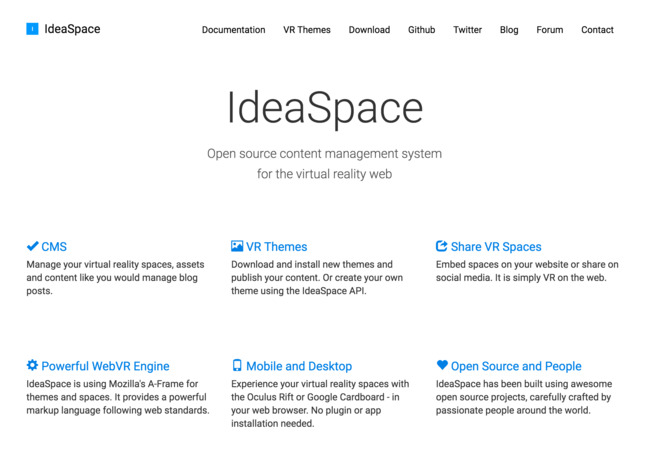 IdeaSpace
Documentation VR Themes Download Github Twitter Blog Forum Contact
IdeaSpace
Open source content management system
for the virtual reality web
CMS
Manage your virtual reality spaces, assets
and content like you would manage blog
posts.
VR Themes
Download and install new themes and
publish your content. Or create your own
theme using the IdeaSpace API.
Share VR Spaces
Embed spaces on your website or share on
social media. It is simply VR on the web.
Powerful WebVR Engine
IdeaSpace is using Mozilla's A-Frame for
themes and spaces. It provides a powerful
markup language following web standards.
Mobile and Desktop
Experience your virtual reality spaces with
the Oculus Rift or Google Cardboard - in
your web browser. No plugin or app
installation needed.
Open Source and People
IdeaSpace has been built using awesome
open source projects, carefully crafted by
passionate people around the world.